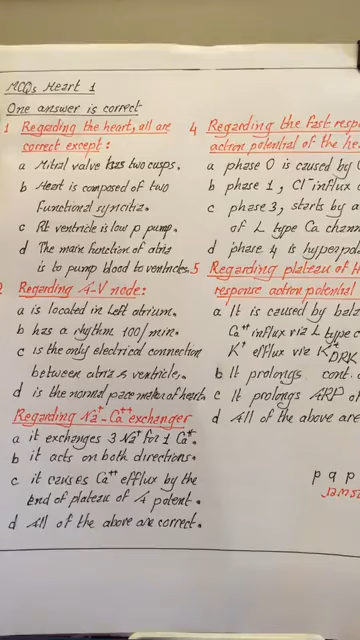 MCQs Heart 1
One answer is correct
1 Regarding the heart, all are
correct except:
a Mitral valve has two cusps.
b Heart is composed of two
functional syncitia.
c Rt ventricle is low p pump.
d The main function of atria
is to pump blood to ventricles.
2 Regarding A-V node:
a is located in left atrium.
b has a rhythm 100/min.
c is the only electrical connection
between atria & ventricles.
d is the normal pacemaker of heart.
Regarding Na+-Ca++ exchanger
a it exchanges 3 Na+ for 1 Ca++.
b it acts on both directions.
c it causes Ca++ efflux by the
end of plateau of A potent.
d All of the above are correct.
4 Regarding the fast resp
action potential of the hea
a phase 0 is caused by
b phase 1, Cl- influx
c phase 3, starts by a
of L type Ca chann
d phase 4 is hyperpola
5 Regarding plateau of
response action potential
a It is caused by bala
Ca++ influx via L type c
K+ efflux via K+DRK
b It prolongs cont.
c It prolongs ARP of
d All of the above are
p q p